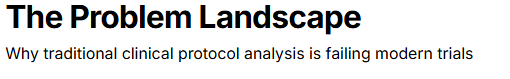 The Problem Landscape
Why traditional clinical protocol analysis is failing modern trials